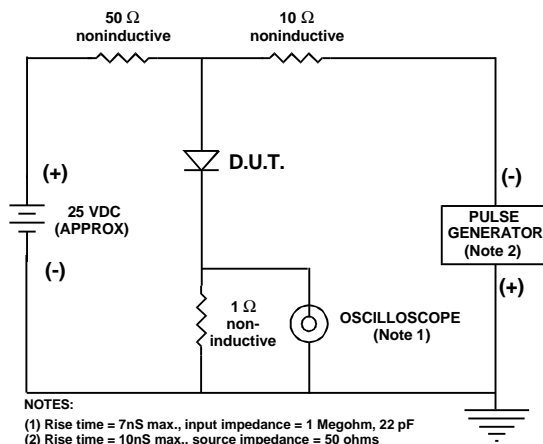 50 Ω
noninductive
10 Ω
noninductive
(+)
D.U.T.
(-)
25 VDC
(APPROX)
PULSE
GENERATOR
(Note 2)
(-)
(+)
1 Ω
non-
inductive
OSCILLOSCOPE
(Note 1)
NOTES:
(1) Rise time = 7nS max., input impedance = 1 Megohm, 22 pF
(2) Rise time = 10nS max., source impedance = 50 ohms